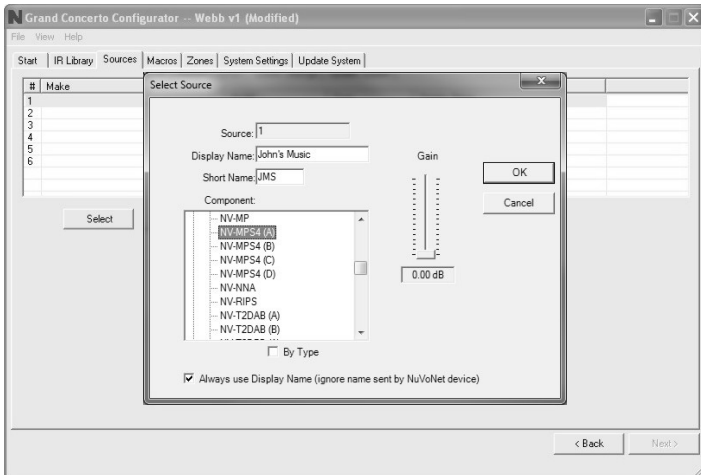 Grand Concerto Configurator -- Webb v1 (Modified)
File View Help
Start IR Library Sources Macros Zones System Settings Update System
# Make
1
2
3
4
5
6
Select
Select Source
Source: 1
Display Name: John's Music
Short Name: JMS
Component:
NV-MP
NV-MPS4 (A)
NV-MPS4 (B)
NV-MPS4 (C)
NV-MPS4 (D)
NV-NNA
NV-RIPS
NV-T2DAB (A)
NV-T2DAB (B)
By Type
Gain
0.00 dB
OK
Cancel
Always use Display Name (ignore name sent by NuVoNet device)
< Back
Next >